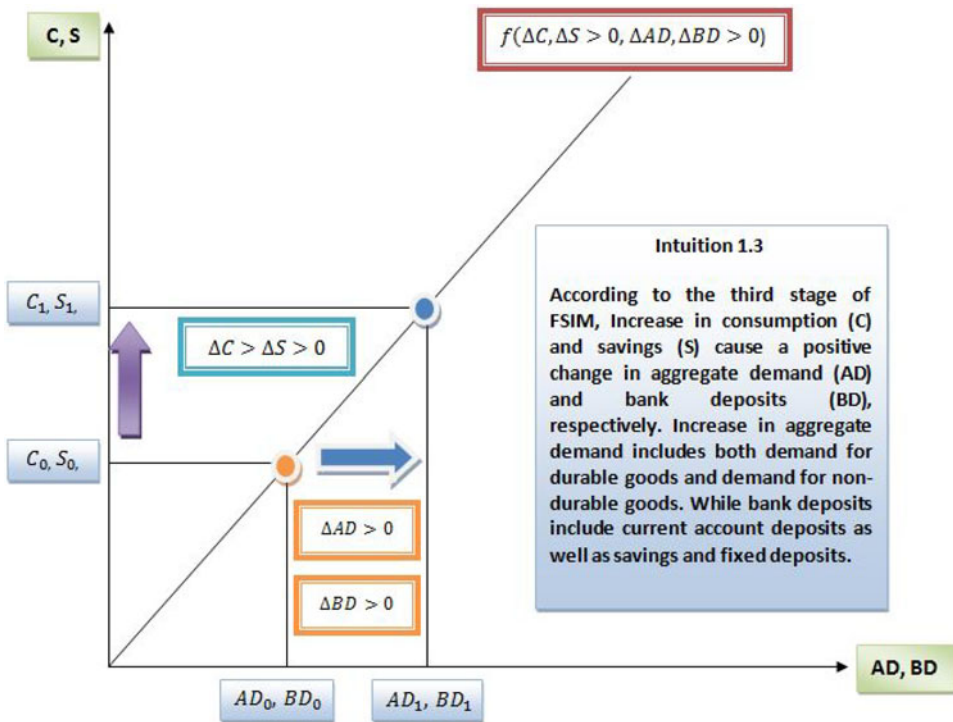 C, S
f(ΔC, ΔS > 0, ΔAD, ΔBD > 0)
Intuition 1.3
According to the third stage of
FSIM, Increase in consumption (C)
and savings (S) cause a positive
change in aggregate demand (AD)
and bank deposits (BD),
respectively. Increase in aggregate
demand includes both demand for
durable goods and demand for non-
durable goods. While bank deposits
include current account deposits as
well as savings and fixed deposits.
C₁, S₁,
ΔC > ΔS > 0
C₀, S₀,
ΔAD > 0
ΔBD > 0
AD, BD
AD₀, BD₀
AD₁, BD₁